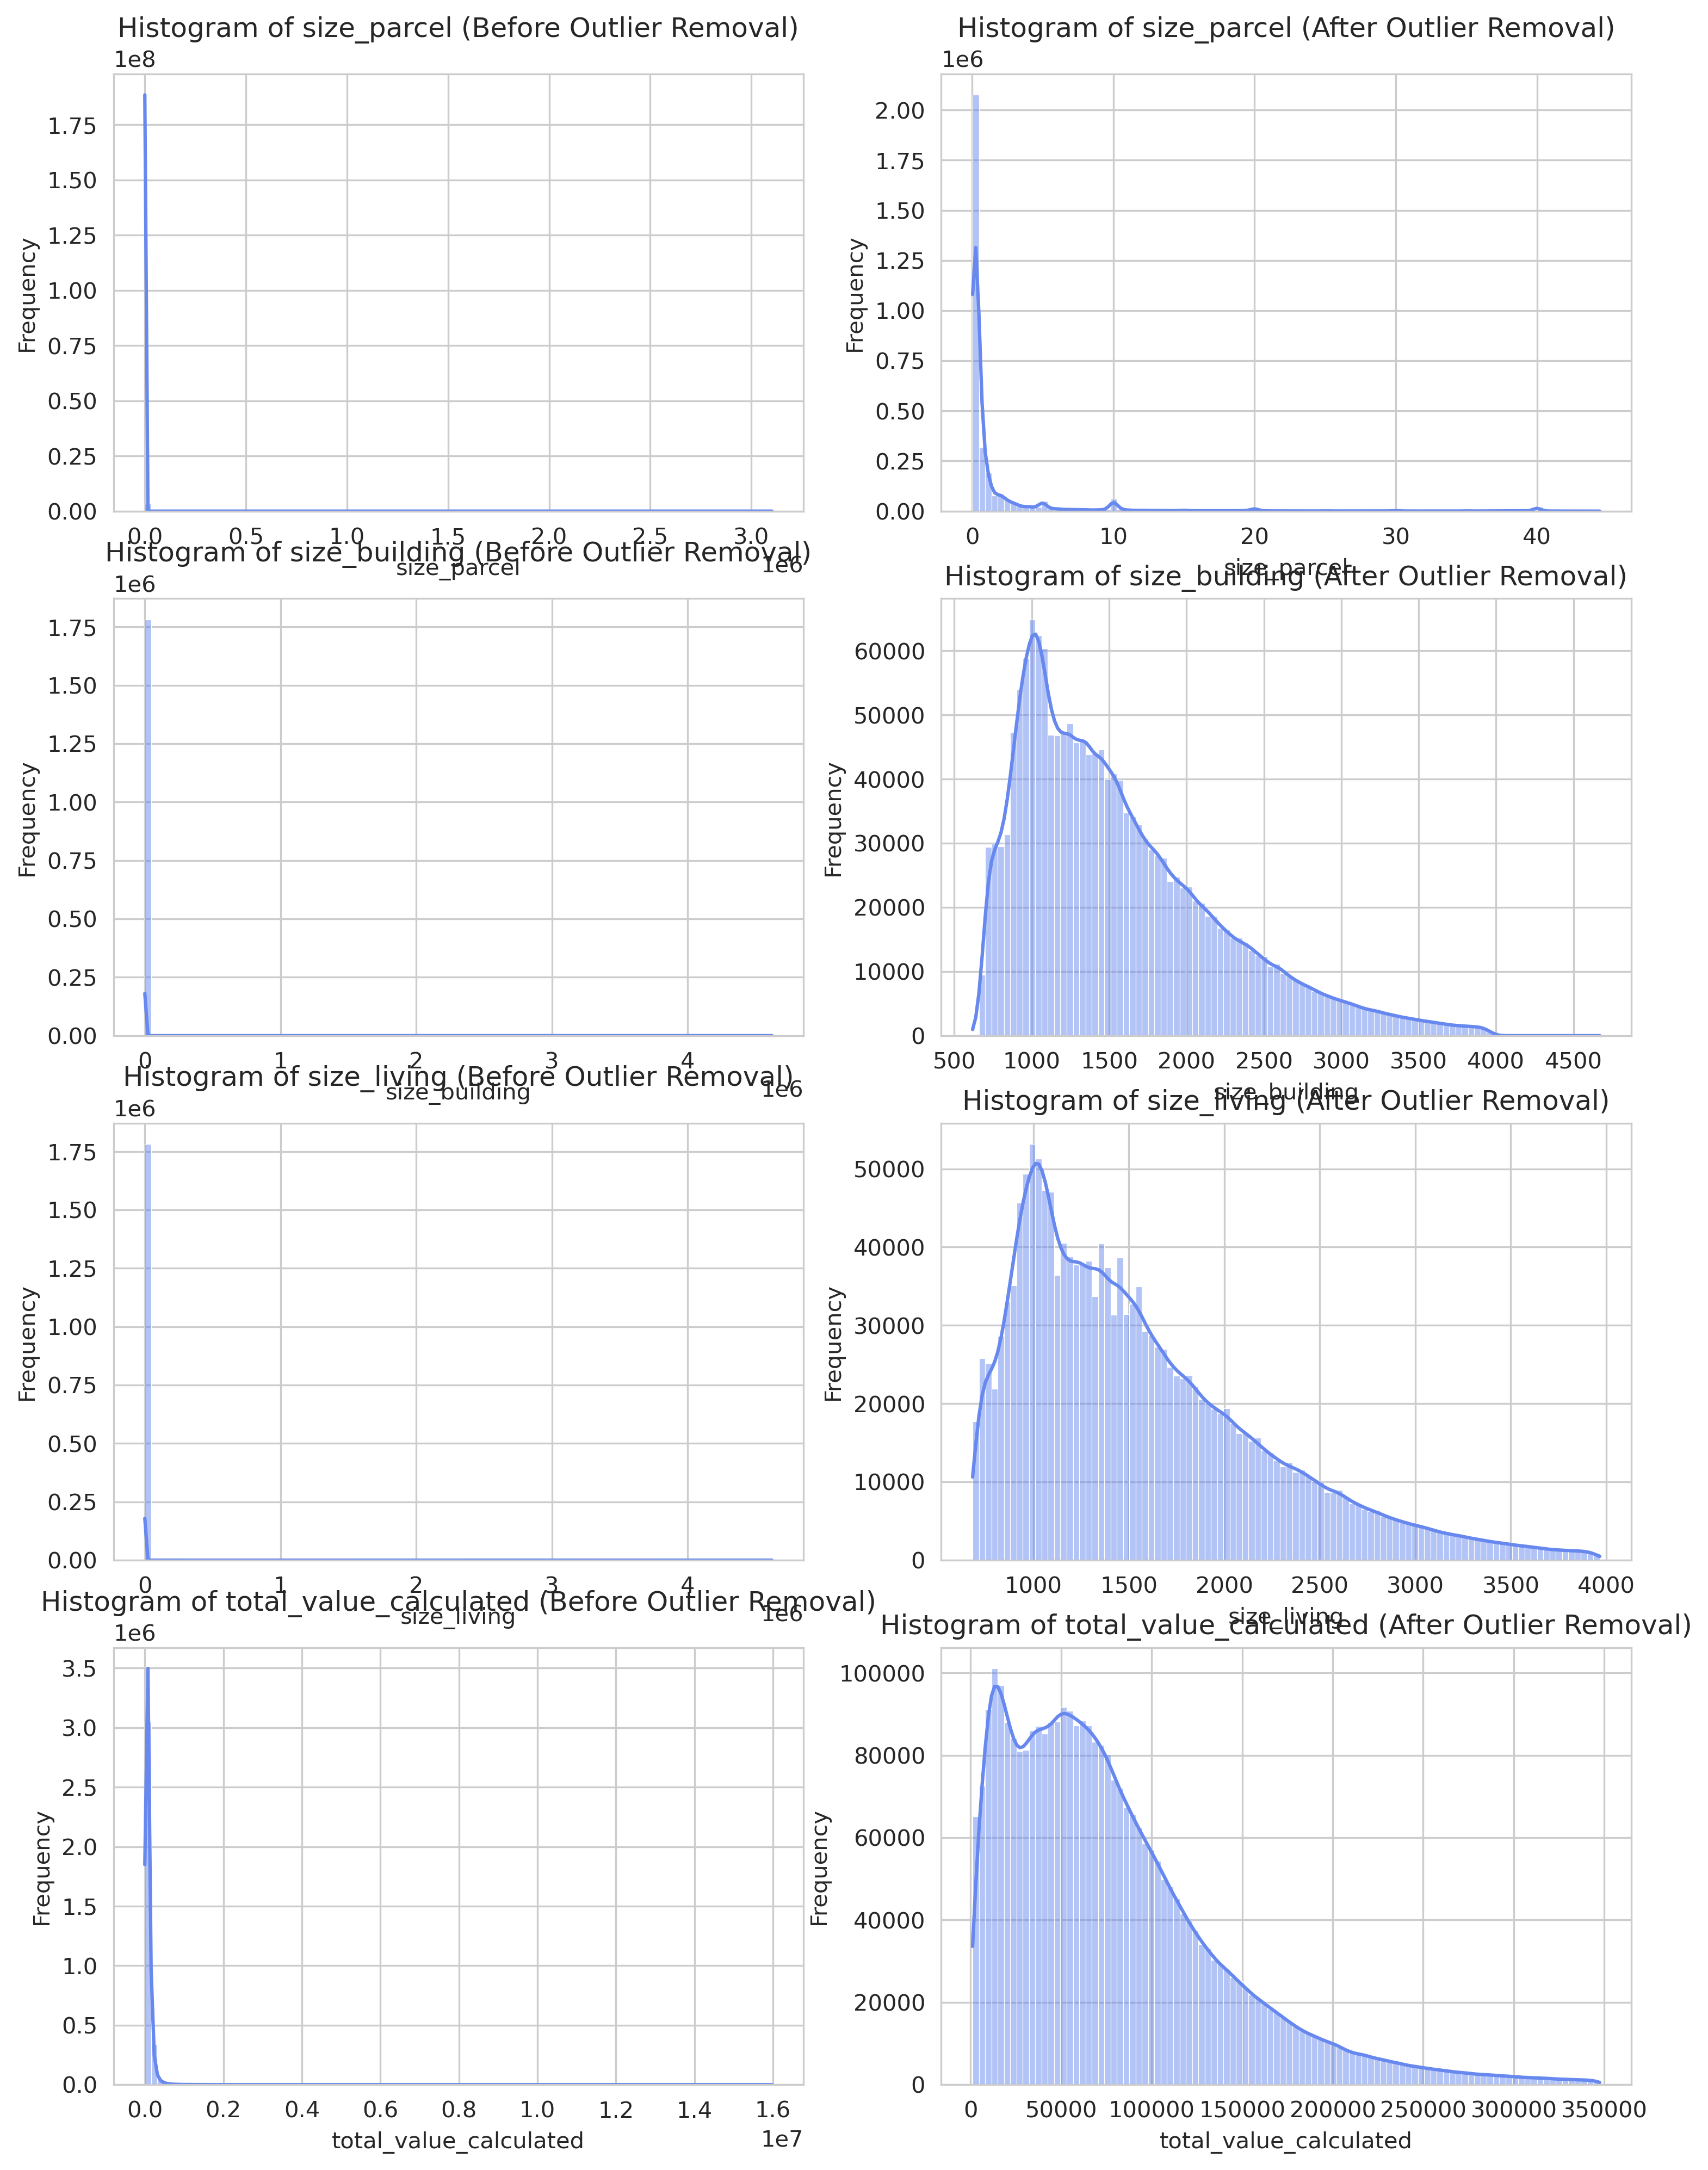 Histogram of size_parcel (Before Outlier Removal)
1e8
1.75
1.50
1.25
1.00
0.75
0.50
0.25
0.00
Frequency
0.0 0.5 1.0 1.5 2.0 2.5 3.0
size_parcel
1e6
Histogram of size_parcel (After Outlier Removal)
1e6
2.00
1.75
1.50
1.25
1.00
0.75
0.50
0.25
0.00
Frequency
0 10 20 30 40
size_parcel
Histogram of size_building (Before Outlier Removal)
1e6
1.75
1.50
1.25
1.00
0.75
0.50
0.25
0.00
Frequency
0 1 2 3 4
size_building
1e6
Histogram of size_building (After Outlier Removal)
60000
50000
40000
30000
20000
10000
0
Frequency
500 1000 1500 2000 2500 3000 3500 4000 4500
size_building
Histogram of size_living (Before Outlier Removal)
1e6
1.75
1.50
1.25
1.00
0.75
0.50
0.25
0.00
Frequency
0 1 2 3 4
size_living
1e6
Histogram of size_living (After Outlier Removal)
50000
40000
30000
20000
10000
0
Frequency
1000 1500 2000 2500 3000 3500 4000
size_living
Histogram of total_value_calculated (Before Outlier Removal)
1e6
3.5
3.0
2.5
2.0
1.5
1.0
0.5
0.0
Frequency
0.0 0.2 0.4 0.6 0.8 1.0 1.2 1.4 1.6
total_value_calculated
1e7
Histogram of total_value_calculated (After Outlier Removal)
100000
80000
60000
40000
20000
0
Frequency
0 50000 100000 150000 200000 250000 300000 350000
total_value_calculated